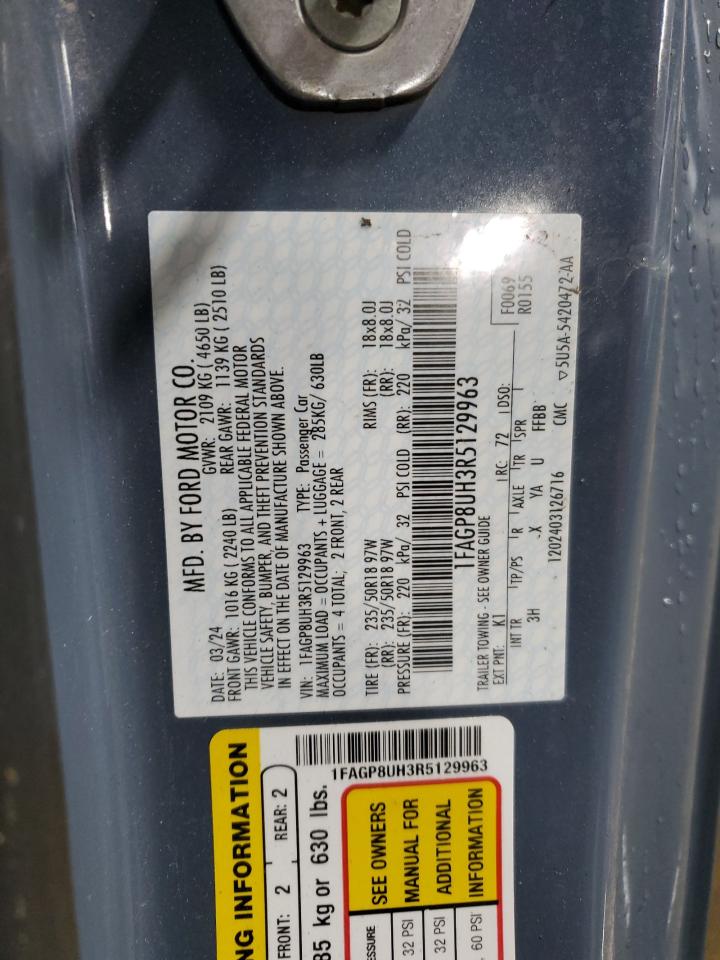 MFD. BY FORD MOTOR CO.
DATE: 03/24 GVWR: 2109 KG ( 4650 LB)
FRONT GAWR: 1016 KG ( 2240 LB) REAR GAWR: 1139 KG ( 2510 LB)
THIS VEHICLE CONFORMS TO ALL APPLICABLE FEDERAL MOTOR
VEHICLE SAFETY, BUMPER, AND THEFT PREVENTION STANDARDS
IN EFFECT ON THE DATE OF MANUFACTURE SHOWN ABOVE.
VIN: 1FAGP8UH3R5129963 TYPE: Passenger Car
MAXIMUM LOAD = OCCUPANTS + LUGGAGE = 285KG/ 630LB
OCCUPANTS = 4 TOTAL; 2 FRONT, 2 REAR
TIRE (FR): 235/50R18 97W RIMS (FR): 18x8.0J
(RR): 235/50R18 97W (RR): 18x8.0J
PRESSURE (FR): 220 kPa/ 32 PSI COLD (RR): 220 kPa/ 32 PSI COLD
1FAGP8UH3R5129963
TRAILER TOWING - SEE OWNER GUIDE
F0069
R0155
EXT PNT: K1 RC: 72 DSO:
INT TR TP/PS R AXLE TR SPR
3H -X YA U FFBB
1202403126716 CMC ▽5U5A-5420472-AA
NG INFORMATION
FRONT: 2 REAR: 2
85 kg or 630 lbs.
1FAGP8UH3R5129963
ESSURE
32 PSI
32 PSI
60 PSI
SEE OWNERS
MANUAL FOR
ADDITIONAL
INFORMATION